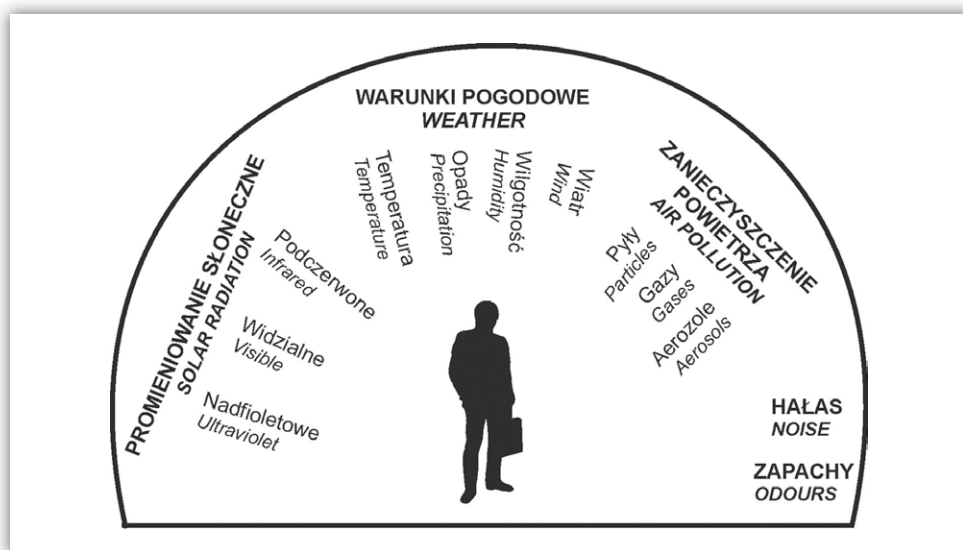 WARUNKI POGODOWE
WEATHER
Temperatura
Temperature
Opady
Precipitation
Wilgotność
Humidity
Wiatr
Wind
PROMIENIOWANIE SŁONECZNE
SOLAR RADIATION
Podczerwone
Infrared
Widzialne
Visible
Nadfioletowe
Ultraviolet
ZANIECZYSZCZENIE
POWIETRZA
AIR POLLUTION
Pyły
Particles
Gazy
Gases
Aerozole
Aerosols
HAŁAS
NOISE
ZAPACHY
ODOURS